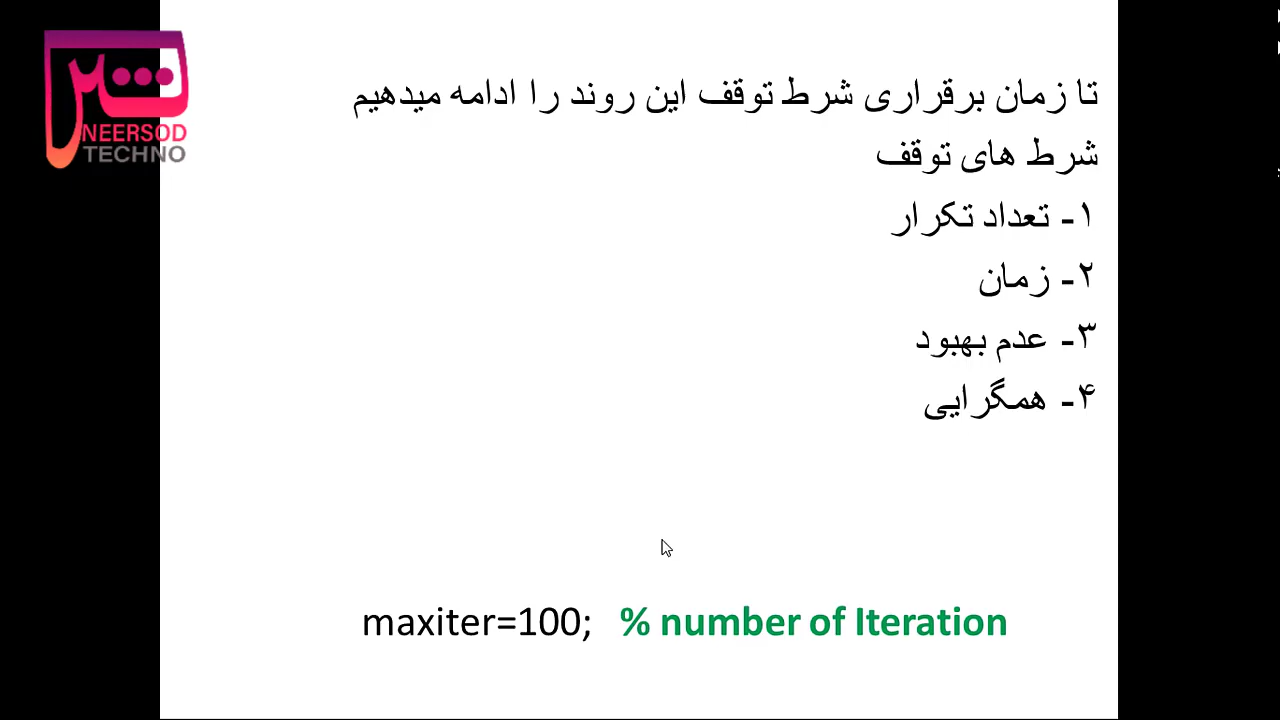 NEERSOD
TECHNO
تا زمان برقراری شرط توقف این روند را ادامه میدهیم
شرط های توقف
۱- تعداد تکرار
۲- زمان
۳- عدم بهبود
۴- همگرایی
maxiter=100; % number of Iteration